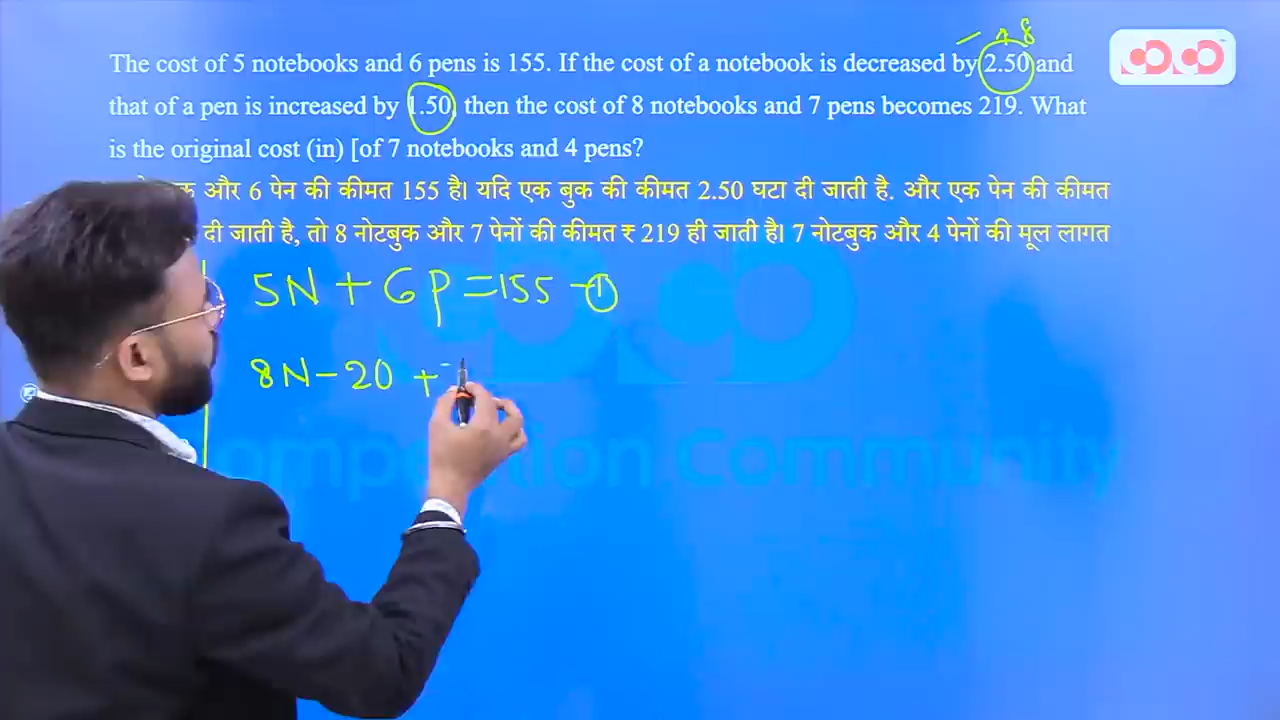 - 4 8
The cost of 5 notebooks and 6 pens is 155. If the cost of a notebook is decreased by 2.50 and
that of a pen is increased by 1.50, then the cost of 8 notebooks and 7 pens becomes 219. What
is the original cost (in) [of 7 notebooks and 4 pens?
और 6 पेन की कीमत 155 है। यदि एक बुक की कीमत 2.50 घटा दी जाती है. और एक पेन की कीमत
दी जाती है, तो 8 नोटबुक और 7 पेनों की कीमत ₹ 219 ही जाती है। 7 नोटबुक और 4 पेनों की मूल लागत
5N + 6P = 155 - ①
8N - 20 +
Competition Community